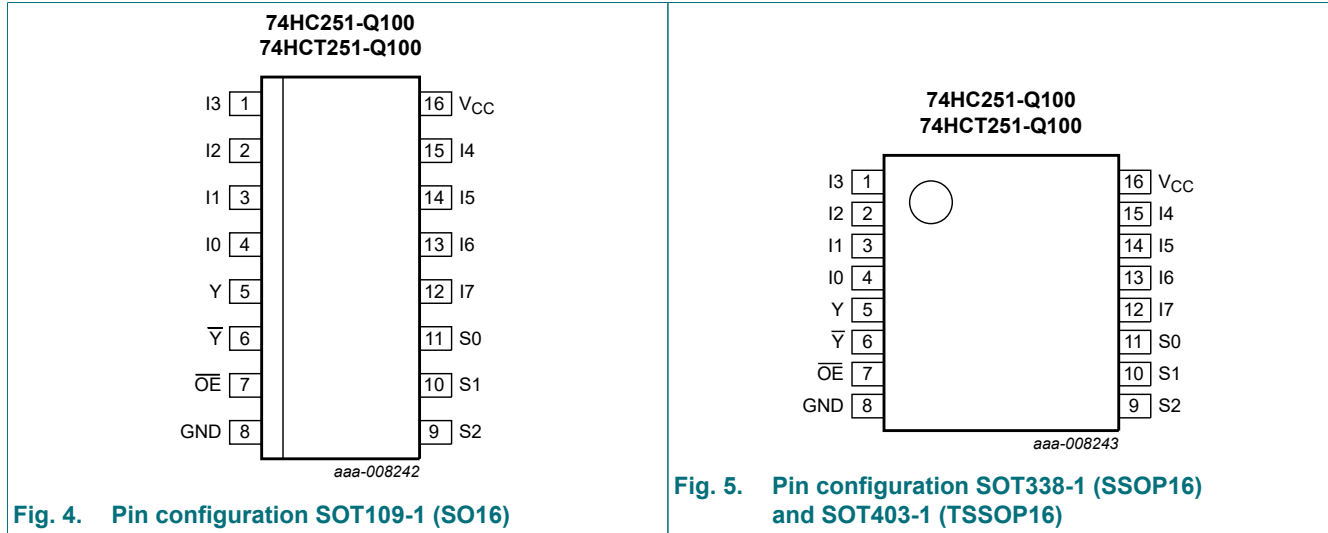 74HC251-Q100
74HCT251-Q100
I3 1
16 VCC
I2 2
15 I4
I1 3
14 I5
I0 4
13 I6
Y 5
12 I7
Y̅ 6
11 S0
O̅E̅ 7
10 S1
GND 8
9 S2
aaa-008242
Fig. 4. Pin configuration SOT109-1 (SO16)
74HC251-Q100
74HCT251-Q100
I3 1
16 VCC
I2 2
15 I4
I1 3
14 I5
I0 4
13 I6
Y 5
12 I7
Y̅ 6
11 S0
O̅E̅ 7
10 S1
GND 8
9 S2
aaa-008243
Fig. 5. Pin configuration SOT338-1 (SSOP16)
and SOT403-1 (TSSOP16)